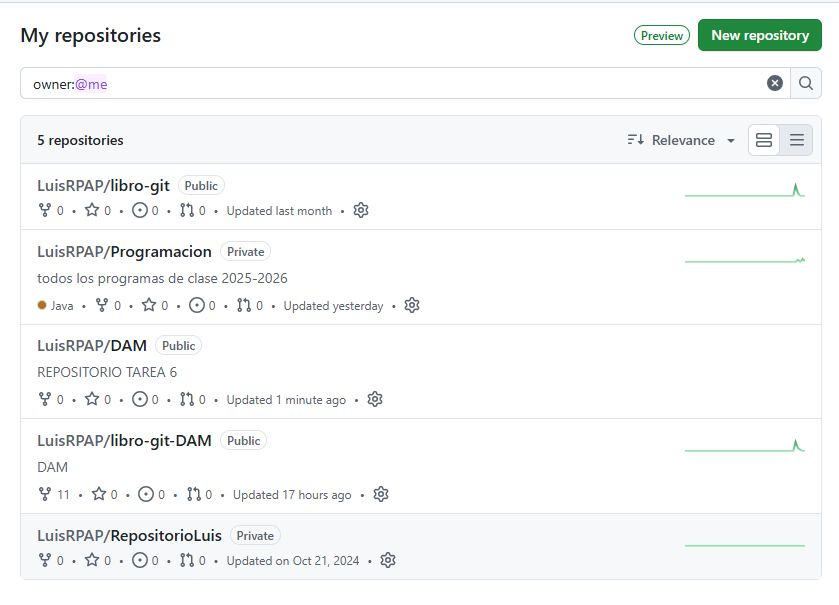 My repositories Preview New repository
owner:@me
5 repositories Relevance
LuisRPAP/libro-git Public
0 • 0 • 0 • 0 • Updated last month •
LuisRPAP/Programacion Private
todos los programas de clase 2025-2026
Java • 0 • 0 • 0 • 0 • Updated yesterday •
LuisRPAP/DAM Public
REPOSITORIO TAREA 6
0 • 0 • 0 • 0 • Updated 1 minute ago •
LuisRPAP/libro-git-DAM Public
DAM
11 • 0 • 0 • 0 • Updated 17 hours ago •
LuisRPAP/RepositorioLuis Private
0 • 0 • 0 • 0 • Updated on Oct 21, 2024 •